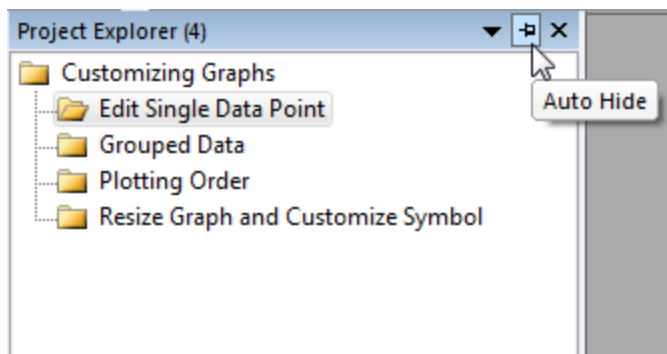 Project Explorer (4)
Customizing Graphs
Auto Hide
Edit Single Data Point
Grouped Data
Plotting Order
Resize Graph and Customize Symbol